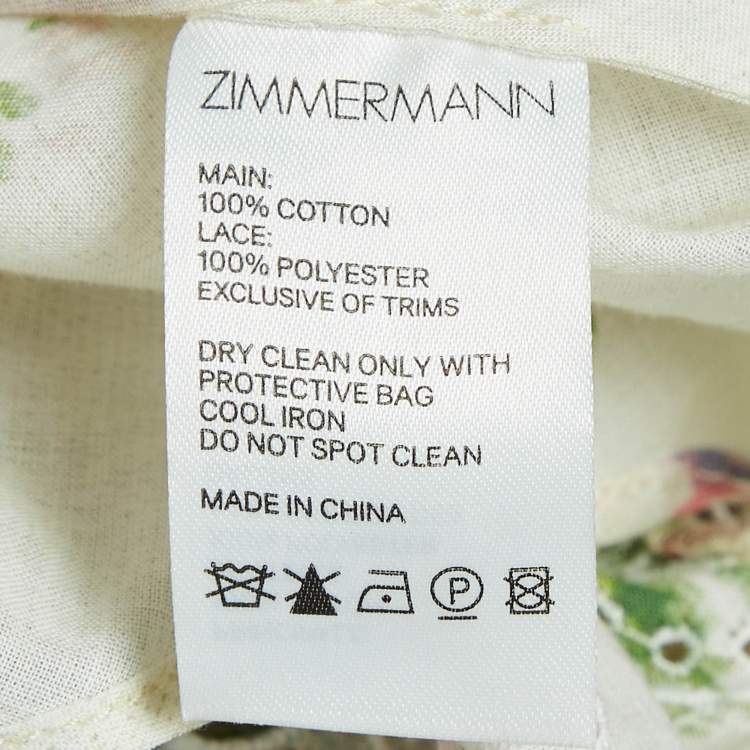 ZIMMERMANN
MAIN:
100% COTTON
LACE:
100% POLYESTER
EXCLUSIVE OF TRIMS
DRY CLEAN ONLY WITH
PROTECTIVE BAG
COOL IRON
DO NOT SPOT CLEAN
MADE IN CHINA
P